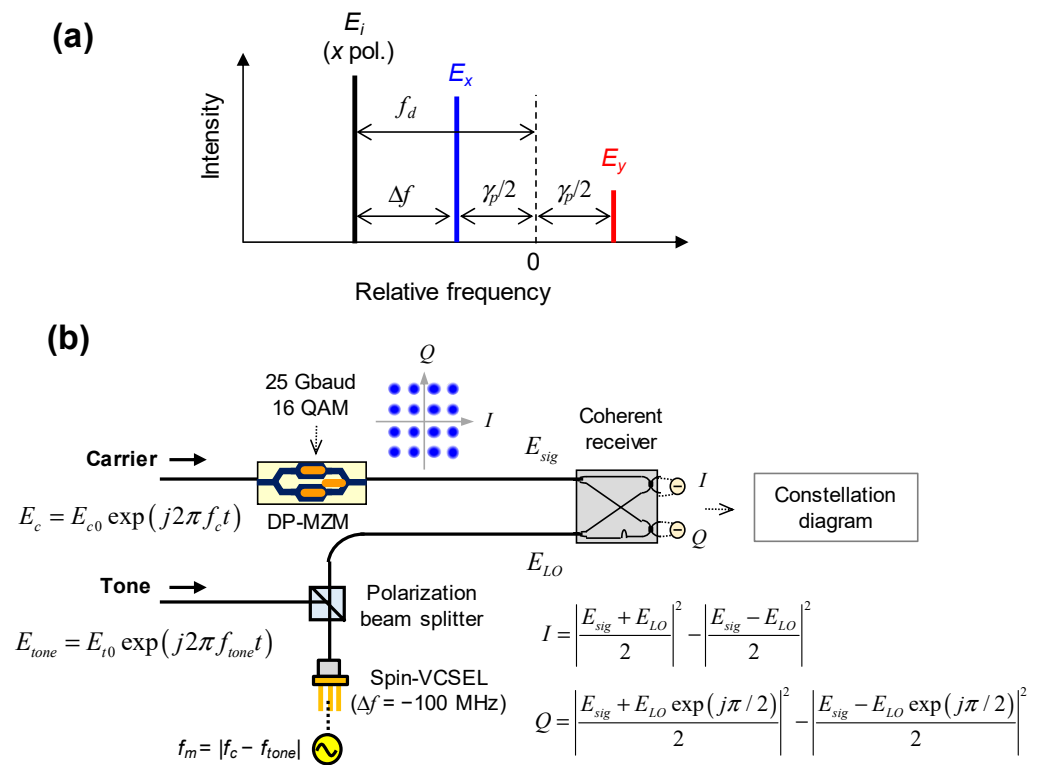 (a)
E_i
(x pol.)
E_x
f_d
E_y
Intensity
Δf
γ_p/2
γ_p/2
0
Relative frequency
(b)
Q
25 Gbaud
16 QAM
I
Coherent
receiver
E_sig
Carrier
I
Constellation
diagram
E_c = E_c0 exp(j2πf_c t)
DP-MZM
Q
E_LO
Tone
Polarization
beam splitter
E_tone = E_t0 exp(j2πf_tone t)
I = |(E_sig + E_LO)/2|^2 − |(E_sig − E_LO)/2|^2
Spin-VCSEL
(Δf = −100 MHz)
Q = |(E_sig + E_LO exp(jπ/2))/2|^2 − |(E_sig − E_LO exp(jπ/2))/2|^2
f_m = |f_c − f_tone|